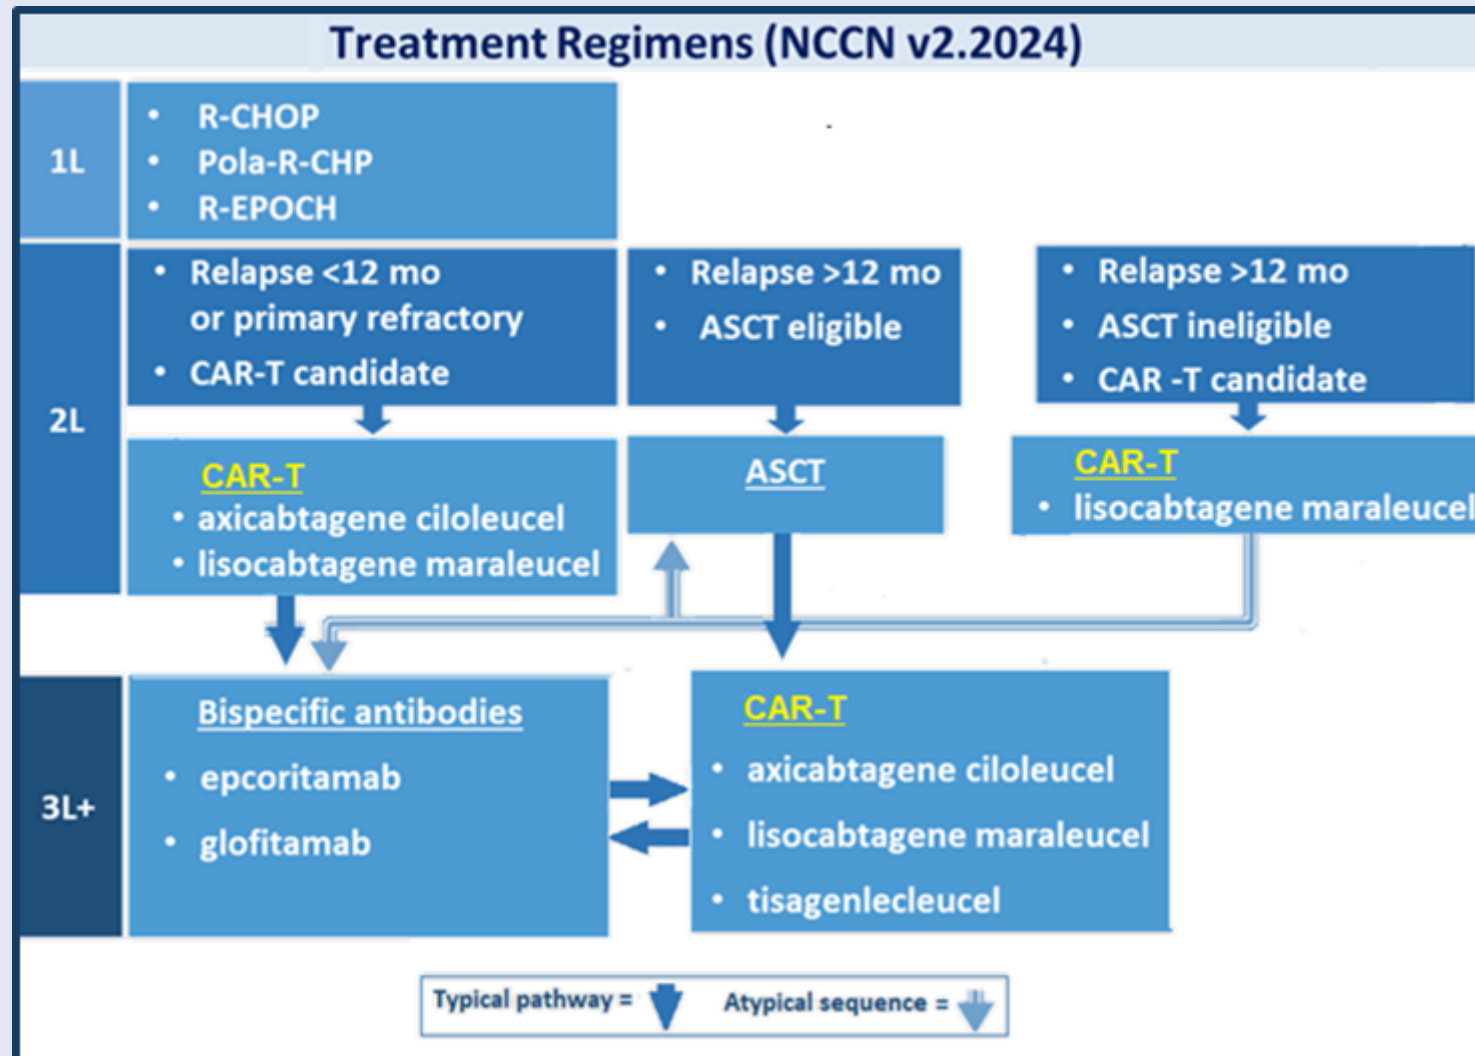 Treatment Regimens (NCCN v2.2024)
1L
• R-CHOP
• Pola-R-CHP
• R-EPOCH
2L
• Relapse <12 mo
or primary refractory
• CAR-T candidate
• Relapse >12 mo
• ASCT eligible
• Relapse >12 mo
• ASCT ineligible
• CAR -T candidate
CAR-T
• axicabtagene ciloleucel
• lisocabtagene maraleucel
ASCT
CAR-T
• lisocabtagene maraleucel
3L+
Bispecific antibodies
• epcoritamab
• glofitamab
CAR-T
• axicabtagene ciloleucel
• lisocabtagene maraleucel
• tisagenlecleucel
Typical pathway =
Atypical sequence =